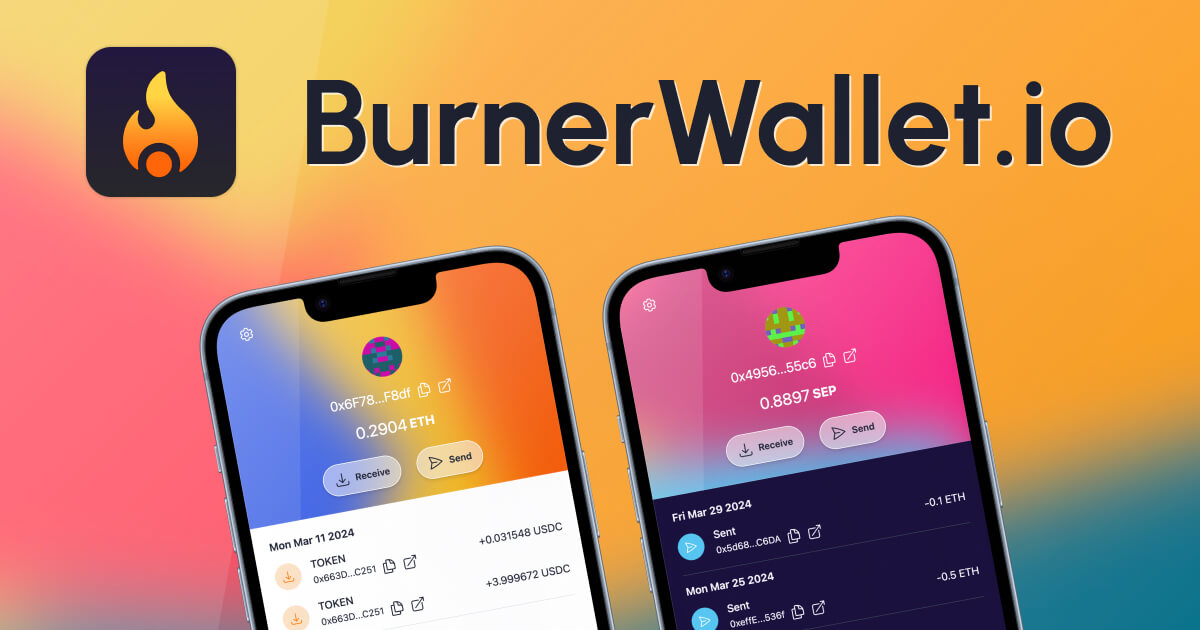 BurnerWallet.io
0x6F78...F8df
0.2904 ETH
Receive
Send
Mon Mar 11 2024
TOKEN
0x663D...C251
+0.031548 USDC
TOKEN
0x663D...C251
+3.999672 USDC
0x4956...55c6
0.8897 SEP
Receive
Send
Fri Mar 29 2024
Sent
0x5d68...C6DA
-0.1 ETH
Mon Mar 25 2024
Sent
0xeffE...536f
-0.5 ETH